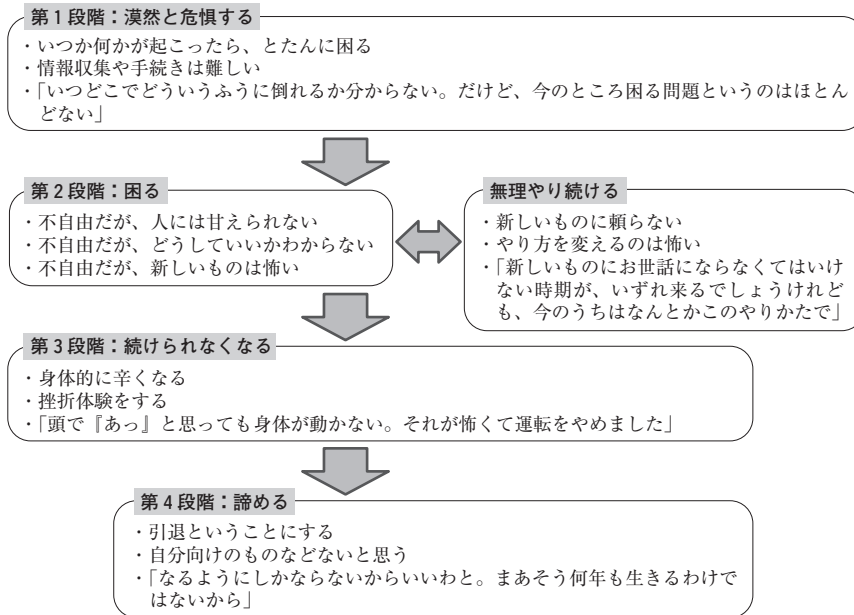 第1段階：漠然と危惧する
・いつか何かが起こったら、とたんに困る
・情報収集や手続きは難しい
・「いつどこでどういうふうに倒れるか分からない。だけど、今のところ困る問題というのはほとん
どない」
第2段階：困る
・不自由だが、人には甘えられない
・不自由だが、どうしていいかわからない
・不自由だが、新しいものは怖い
無理やり続ける
・新しいものに頼らない
・やり方を変えるのは怖い
・「新しいものにお世話にならなくてはいけ
ない時期が、いずれ来るでしょうけれど
も、今のうちはなんとかこのやりかたで」
第3段階：続けられなくなる
・身体的に辛くなる
・挫折体験をする
・「頭で『あっ』と思っても身体が動かない。それが怖くて運転をやめました」
第4段階：諦める
・引退ということにする
・自分向けのものなどないと思う
・「なるようにしかならないからいいわと。まあそう何年も生きるわけで
はないから」